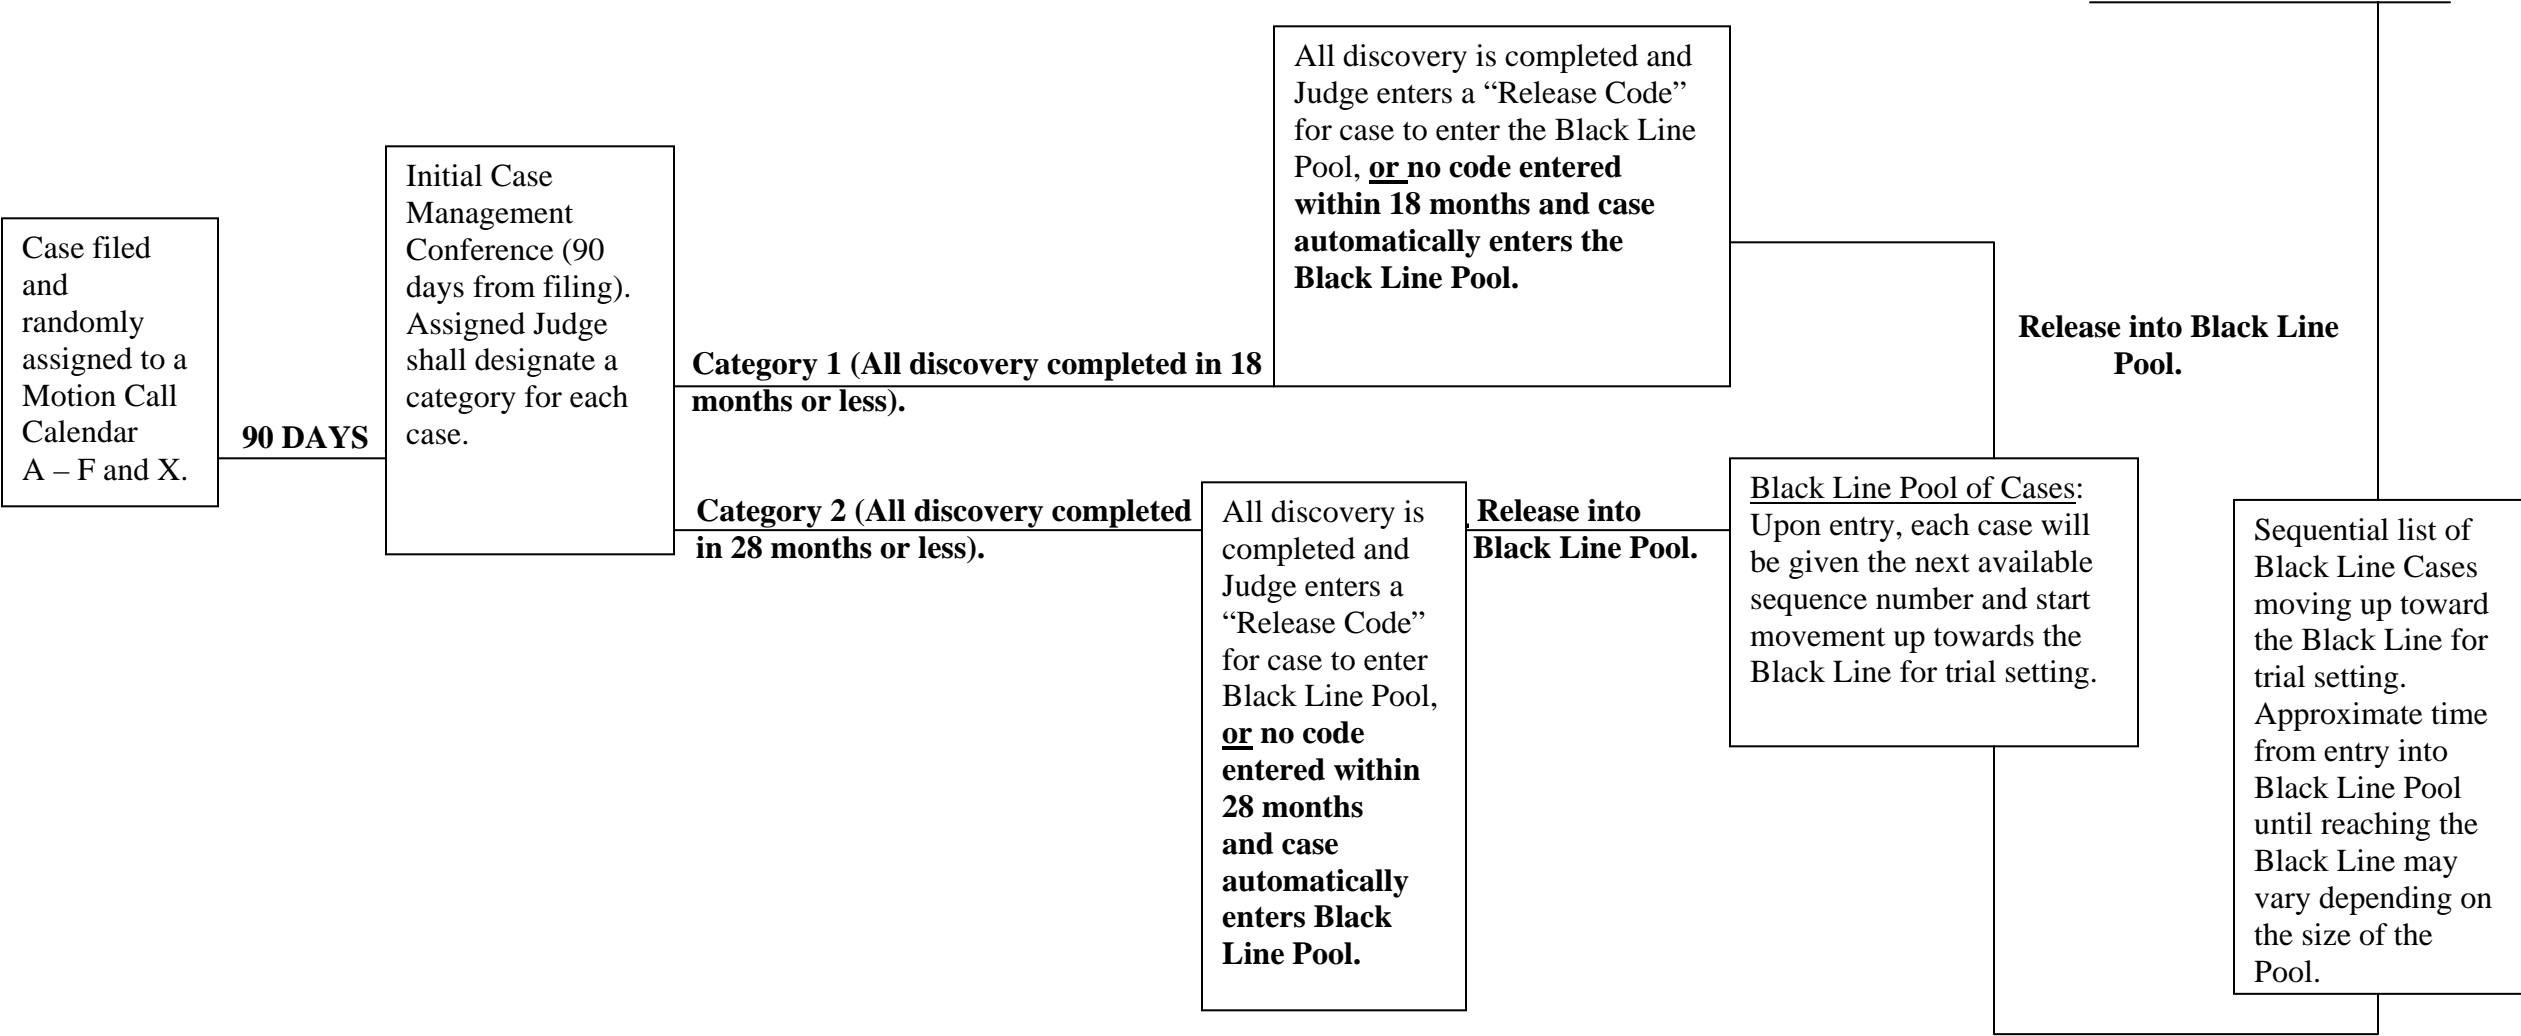 Case filed
and
randomly
assigned to a
Motion Call
Calendar
A – F and X.
90 DAYS
Initial Case
Management
Conference (90
days from filing).
Assigned Judge
shall designate a
category for each
case.
Category 1 (All discovery completed in 18
months or less).
All discovery is completed and
Judge enters a “Release Code”
for case to enter the Black Line
Pool, or no code entered
within 18 months and case
automatically enters the
Black Line Pool.
Release into Black Line
Pool.
Category 2 (All discovery completed
in 28 months or less).
All discovery is
completed and
Judge enters a
“Release Code”
for case to enter
Black Line Pool,
or no code
entered within
28 months
and case
automatically
enters Black
Line Pool.
Release into
Black Line Pool.
Black Line Pool of Cases:
Upon entry, each case will
be given the next available
sequence number and start
movement up towards the
Black Line for trial setting.
Sequential list of
Black Line Cases
moving up toward
the Black Line for
trial setting.
Approximate time
from entry into
Black Line Pool
until reaching the
Black Line may
vary depending on
the size of the
Pool.